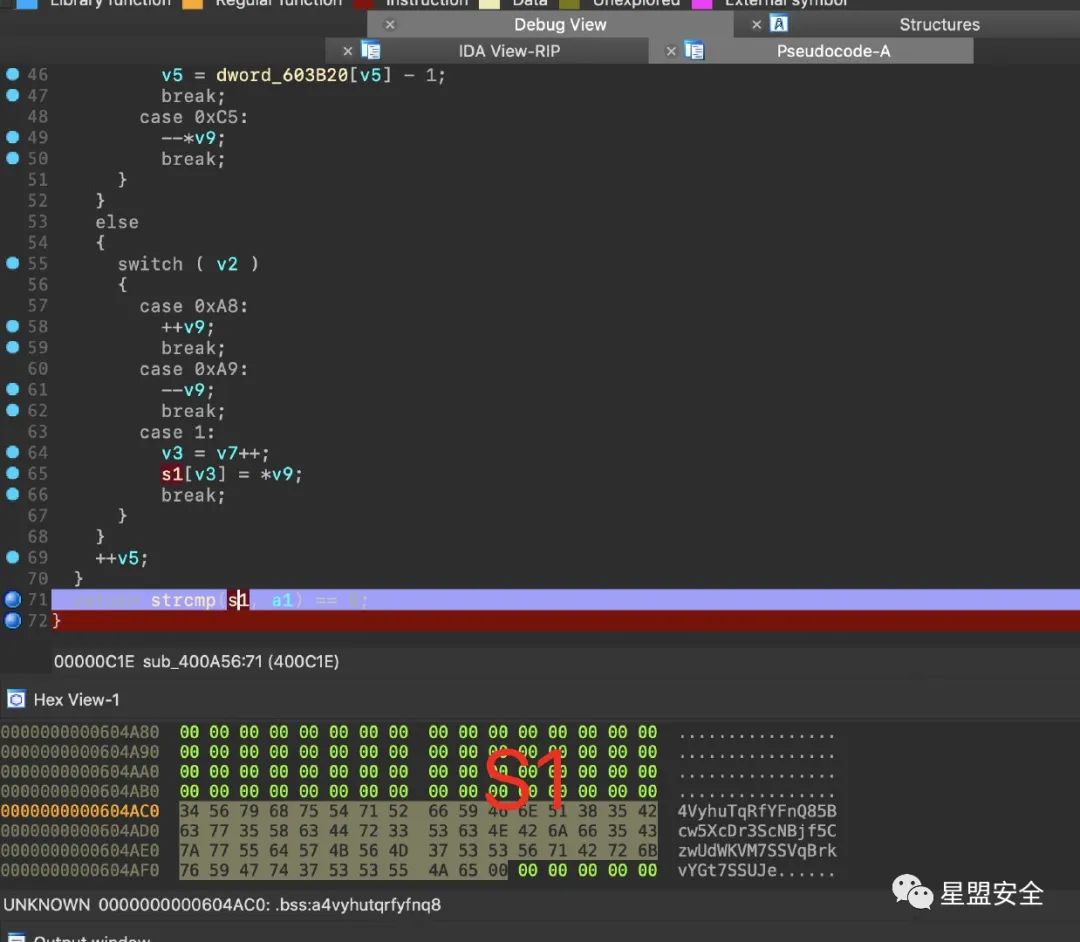 Library function Regular function Instruction Data Unexplored External symbol
Debug View Structures
IDA View-RIP Pseudocode-A
46 v5 = dword_603B20[v5] - 1;
47 break;
48 case 0xC5:
49 --*v9;
50 break;
51 }
52 }
53 else
54 {
55 switch ( v2 )
56 {
57 case 0xA8:
58 ++v9;
59 break;
60 case 0xA9:
61 --v9;
62 break;
63 case 1:
64 v3 = v7++;
65 s1[v3] = *v9;
66 break;
67 }
68 }
69 ++v5;
70 }
71 return strcmp(s1, a1) == 0;
72 }
00000C1E sub_400A56:71 (400C1E)
Hex View-1
0000000000604A80 00 00 00 00 00 00 00 00 00 00 00 00 00 00 00 00 ................
0000000000604A90 00 00 00 00 00 00 00 00 00 00 00 00 00 00 00 00 ................
0000000000604AA0 00 00 00 00 00 00 00 00 00 00 00 00 00 00 00 00 ................
0000000000604AB0 00 00 00 00 00 00 00 00 00 00 00 00 00 00 00 00 ................
S1
0000000000604AC0 34 56 79 68 75 54 71 52 66 59 46 6E 51 38 35 42 4VyhuTqRfYFnQ85B
0000000000604AD0 63 77 35 58 63 44 72 33 53 63 4E 42 6A 66 35 43 cw5XcDr3ScNBjf5C
0000000000604AE0 7A 77 55 64 57 4B 56 4D 37 53 53 56 71 42 72 6B zwUdWKVM7SSVqBrk
0000000000604AF0 76 59 47 74 37 53 53 55 4A 65 00 00 00 00 00 00 vYGt7SSUJe......
UNKNOWN 0000000000604AC0: .bss:a4vyhutqrfyfnq8
星盟安全
Output window